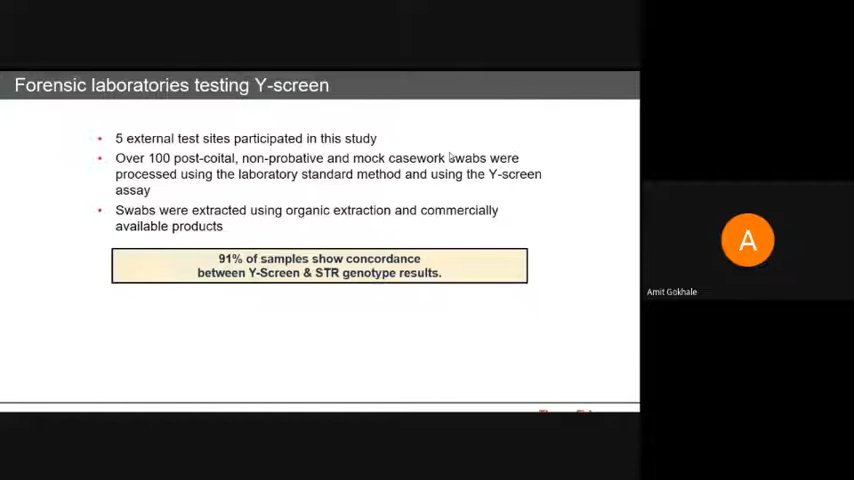 Forensic laboratories testing Y-screen
• 5 external test sites participated in this study
• Over 100 post-coital, non-probative and mock casework swabs were
processed using the laboratory standard method and using the Y-screen
assay
• Swabs were extracted using organic extraction and commercially
available products
91% of samples show concordance
between Y-Screen & STR genotype results.
A
Amit Gokhale